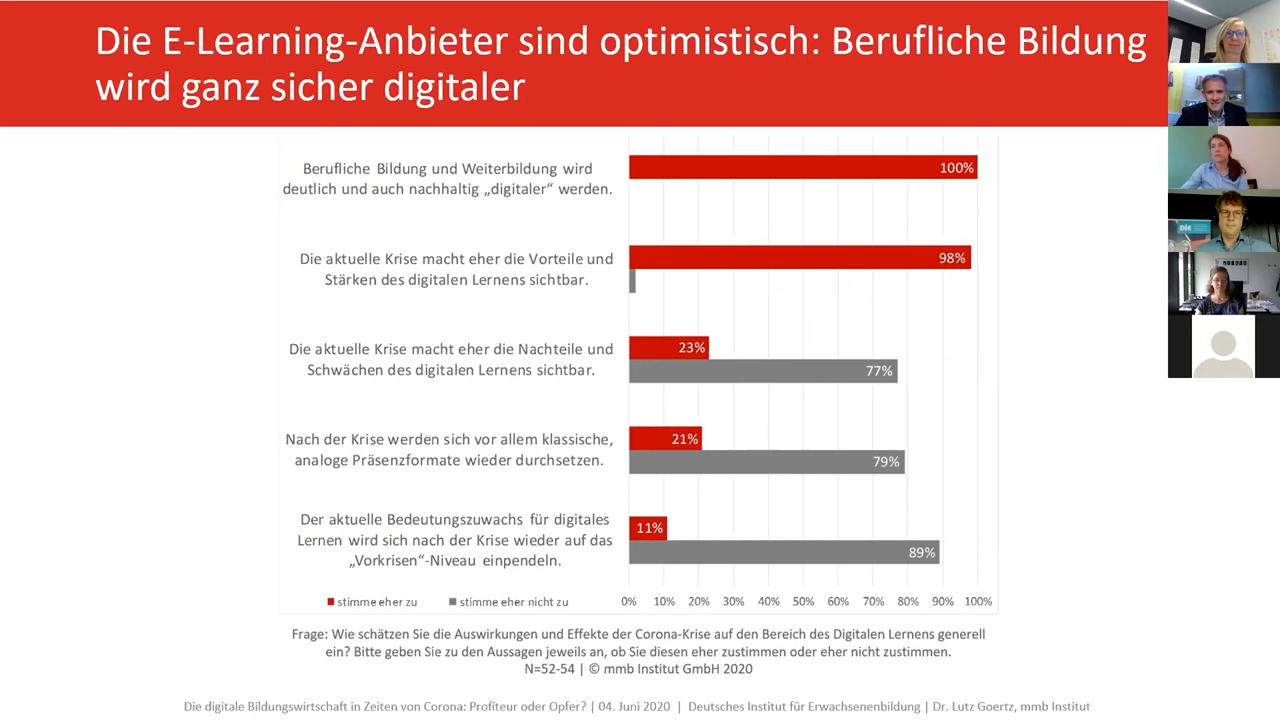 Die E-Learning-Anbieter sind optimistisch: Berufliche Bildung
wird ganz sicher digitaler
Berufliche Bildung und Weiterbildung wird
deutlich und auch nachhaltig „digitaler“ werden.
100%
Die aktuelle Krise macht eher die Vorteile und
Stärken des digitalen Lernens sichtbar.
98%
Die aktuelle Krise macht eher die Nachteile und
Schwächen des digitalen Lernens sichtbar.
23%
77%
Nach der Krise werden sich vor allem klassische,
analoge Präsenzformate wieder durchsetzen.
21%
79%
Der aktuelle Bedeutungszuwachs für digitales
Lernen wird sich nach der Krise wieder auf das
„Vorkrisen“-Niveau einpendeln.
11%
89%
stimme eher zu stimme eher nicht zu
0% 10% 20% 30% 40% 50% 60% 70% 80% 90% 100%
Frage: Wie schätzen Sie die Auswirkungen und Effekte der Corona-Krise auf den Bereich des Digitalen Lernens generell
ein? Bitte geben Sie zu den Aussagen jeweils an, ob Sie diesen eher zustimmen oder eher nicht zustimmen.
N=52-54 | © mmb Institut GmbH 2020
Die digitale Bildungswirtschaft in Zeiten von Corona: Profiteur oder Opfer? | 04. Juni 2020 | Deutsches Institut für Erwachsenenbildung | Dr. Lutz Goertz, mmb Institut
die